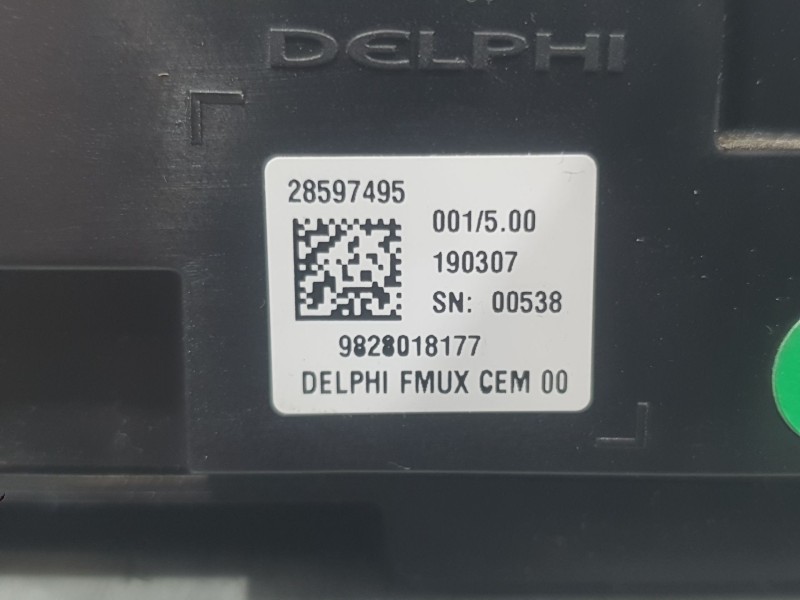 DELPHI
28597495
001/5.00
190307
SN: 00538
9828018177
DELPHI FMUX CEM 00